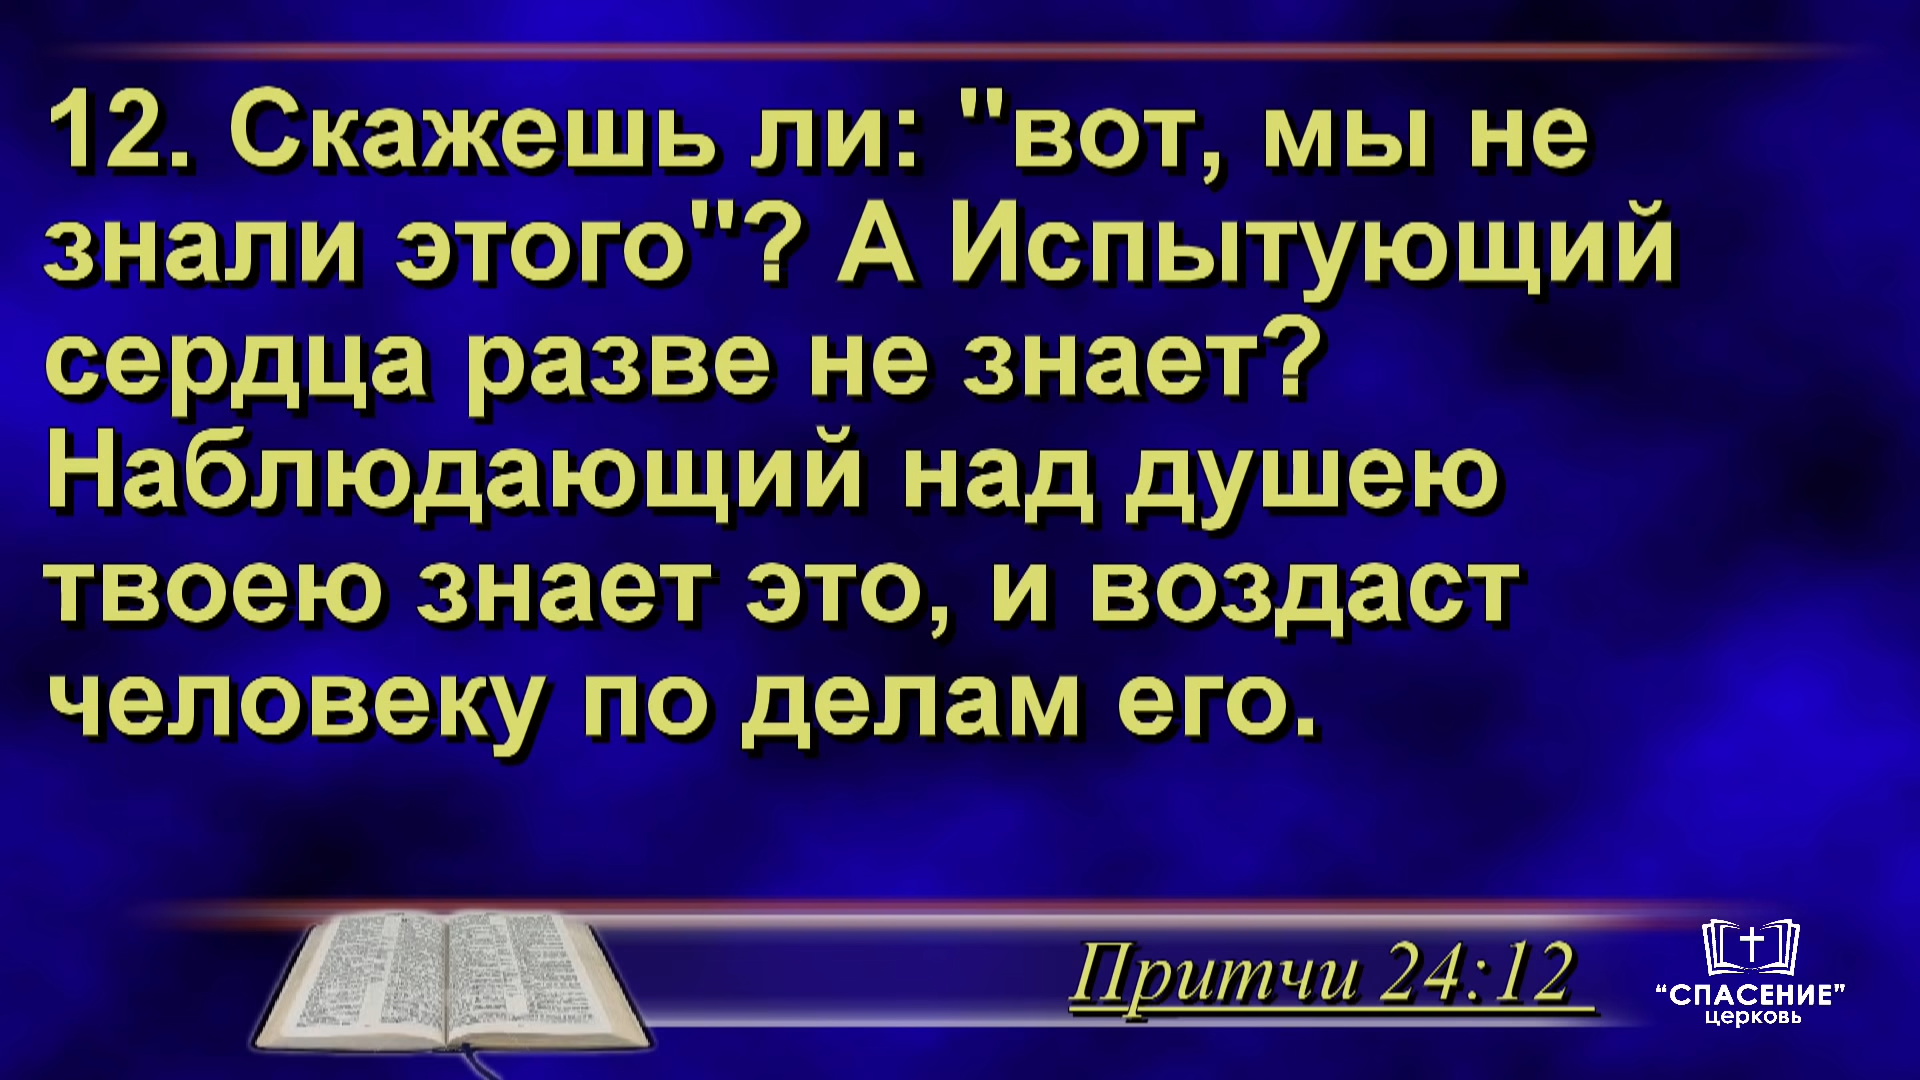 12. Скажешь ли: "вот, мы не
знали этого"? А Испытующий
сердца разве не знает?
Наблюдающий над душею
твоею знает это, и воздаст
человеку по делам его.
Притчи 24:12
“СПАСЕНИЕ”
церковь